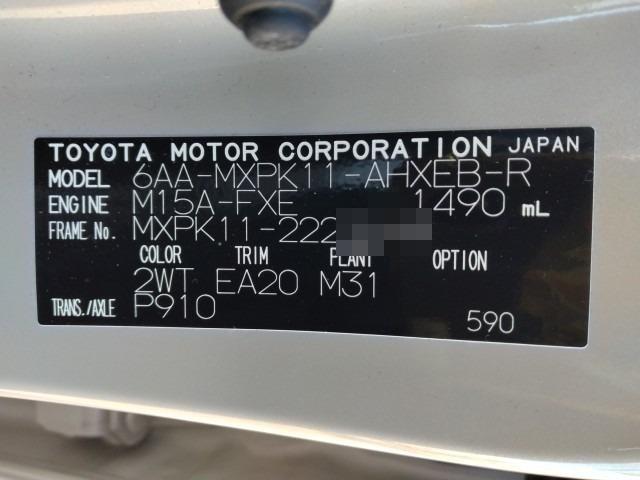 TOYOTA MOTOR CORPORATION JAPAN
MODEL 6AA-MXPK11-AHXEB-R
ENGINE M15A-FXE 1490 mL
FRAME No. MXPK11-222
COLOR TRIM PLANT OPTION
2WT EA20 M31
TRANS./AXLE P910
590